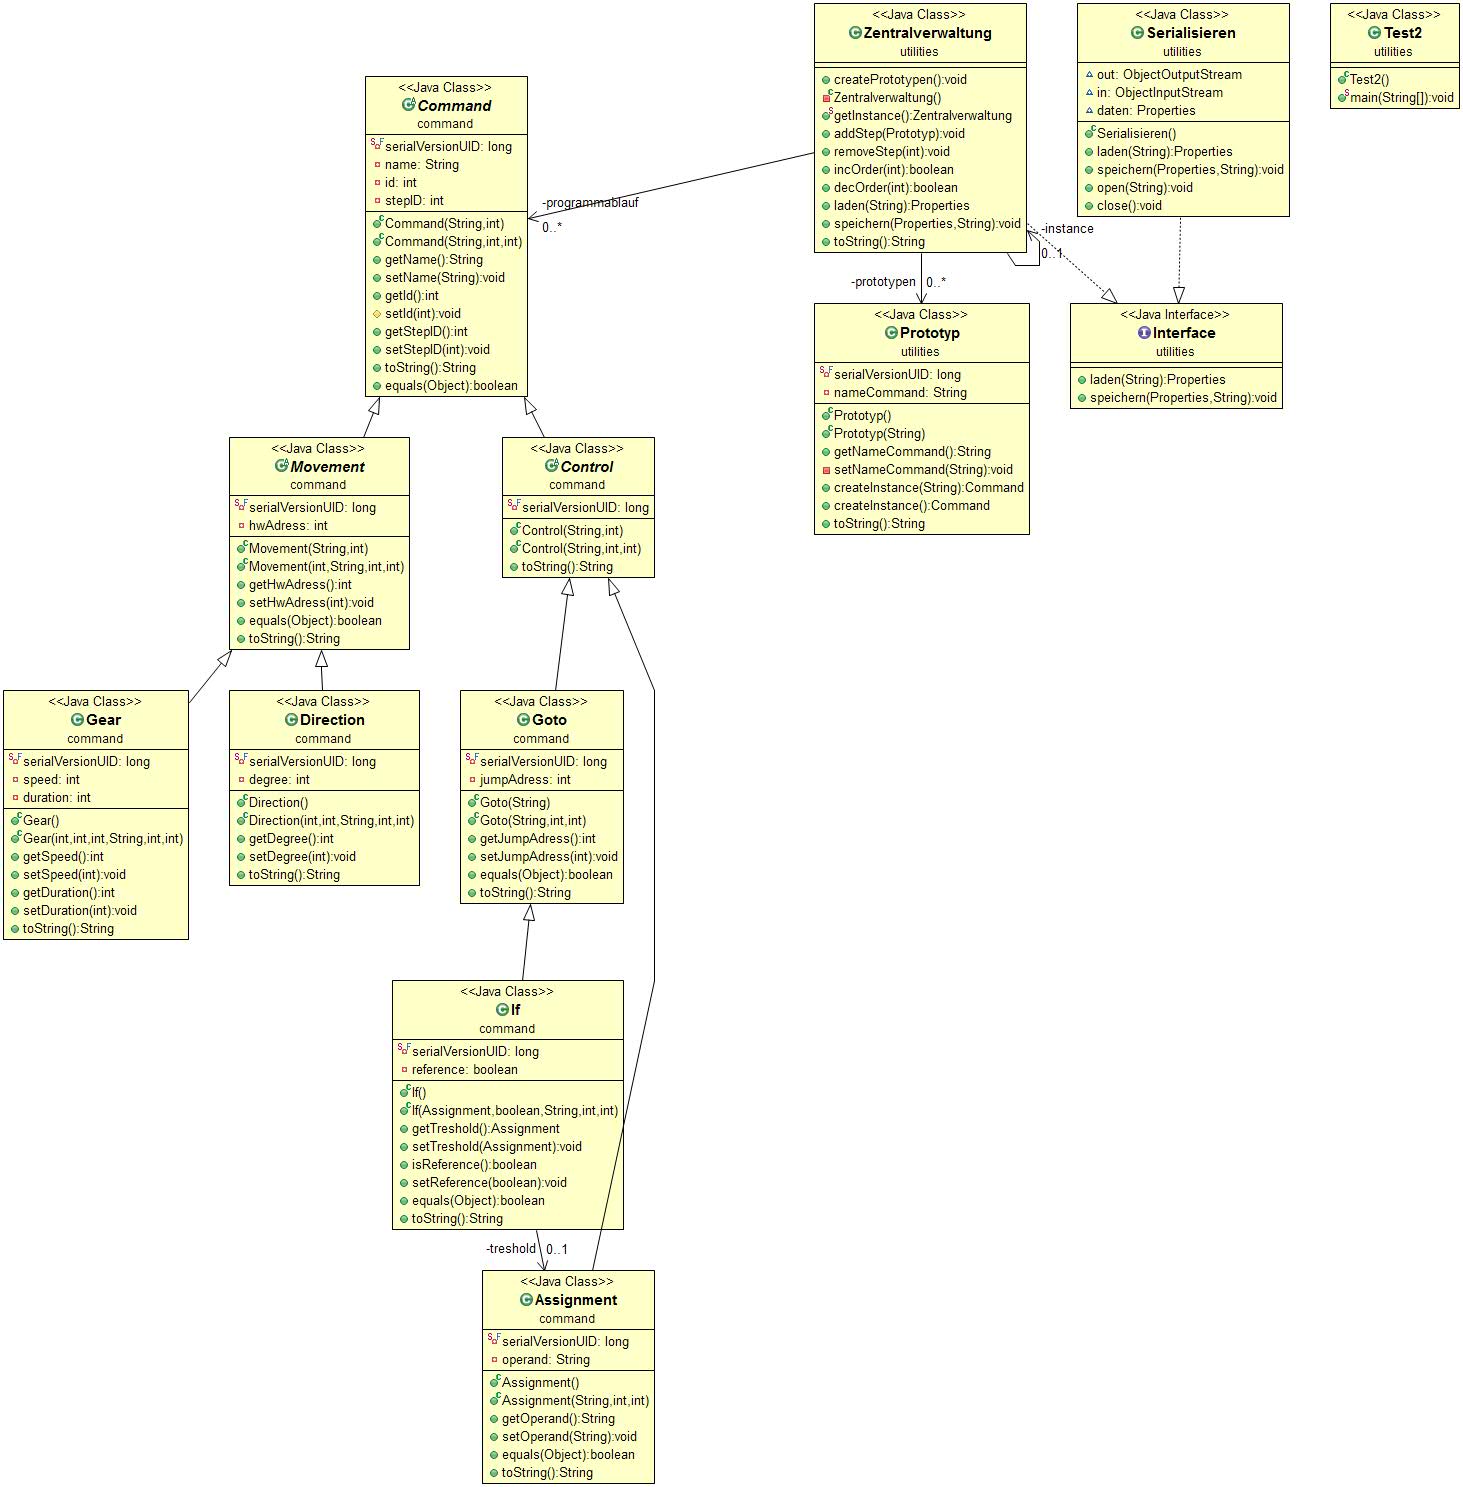 <<Java Class>>
Zentralverwaltung
utilities
createPrototypen():void
Zentralverwaltung()
getInstance():Zentralverwaltung
addStep(Prototyp):void
removeStep(int):void
incOrder(int):boolean
decOrder(int):boolean
laden(String):Properties
speichern(Properties,String):void
toString():String
<<Java Class>>
Serialisieren
utilities
out: ObjectOutputStream
in: ObjectInputStream
daten: Properties
Serialisieren()
laden(String):Properties
speichern(Properties,String):void
open(String):void
close():void
<<Java Class>>
Test2
utilities
Test2()
main(String[]):void
<<Java Class>>
Command
command
serialVersionUID: long
name: String
id: int
stepID: int
Command(String,int)
Command(String,int,int)
getName():String
setName(String):void
getId():int
setId(int):void
getStepID():int
setStepID(int):void
toString():String
equals(Object):boolean
-programmablauf
0..*
-instance
0..1
-prototypen
0..*
<<Java Class>>
Prototyp
utilities
serialVersionUID: long
nameCommand: String
Prototyp()
Prototyp(String)
getNameCommand():String
setNameCommand(String):void
createInstance(String):Command
createInstance():Command
toString():String
<<Java Interface>>
Interface
utilities
laden(String):Properties
speichern(Properties,String):void
<<Java Class>>
Movement
command
serialVersionUID: long
hwAdress: int
Movement(String,int)
Movement(int,String,int,int)
getHwAdress():int
setHwAdress(int):void
equals(Object):boolean
toString():String
<<Java Class>>
Control
command
serialVersionUID: long
Control(String,int)
Control(String,int,int)
toString():String
<<Java Class>>
Gear
command
serialVersionUID: long
speed: int
duration: int
Gear()
Gear(int,int,int,String,int,int)
getSpeed():int
setSpeed(int):void
getDuration():int
setDuration(int):void
toString():String
<<Java Class>>
Direction
command
serialVersionUID: long
degree: int
Direction()
Direction(int,int,String,int,int)
getDegree():int
setDegree(int):void
toString():String
<<Java Class>>
Goto
command
serialVersionUID: long
jumpAdress: int
Goto(String)
Goto(String,int,int)
getJumpAdress():int
setJumpAdress(int):void
equals(Object):boolean
toString():String
<<Java Class>>
If
command
serialVersionUID: long
reference: boolean
If()
If(Assignment,boolean,String,int,int)
getTreshold():Assignment
setTreshold(Assignment):void
isReference():boolean
setReference(boolean):void
equals(Object):boolean
toString():String
-treshold
0..1
<<Java Class>>
Assignment
command
serialVersionUID: long
operand: String
Assignment()
Assignment(String,int,int)
getOperand():String
setOperand(String):void
equals(Object):boolean
toString():String